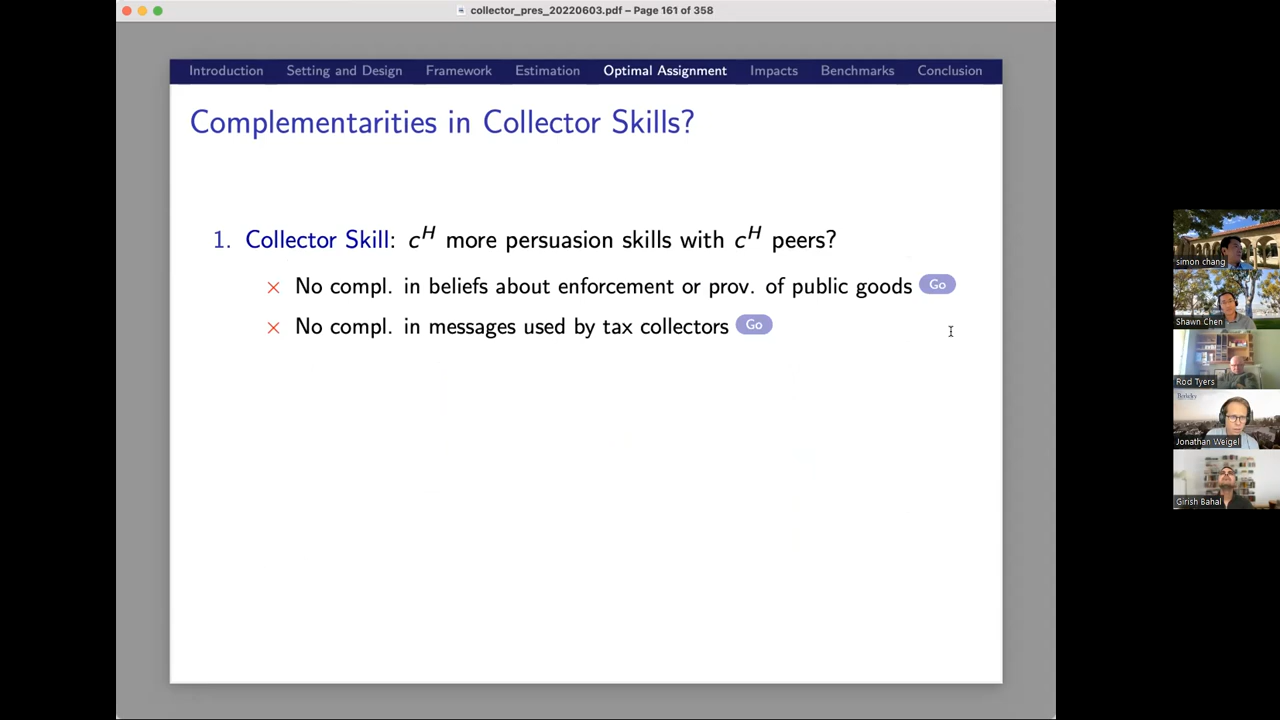 collector_pres_20220603.pdf – Page 161 of 358
Introduction Setting and Design Framework Estimation Optimal Assignment Impacts Benchmarks Conclusion
Complementarities in Collector Skills?
1. Collector Skill: c^H more persuasion skills with c^H peers?
× No compl. in beliefs about enforcement or prov. of public goods Go
× No compl. in messages used by tax collectors Go
simon chang
Shawn Chen
Rod Tyers
Berkeley
Jonathan Weigel
Girish Bahal